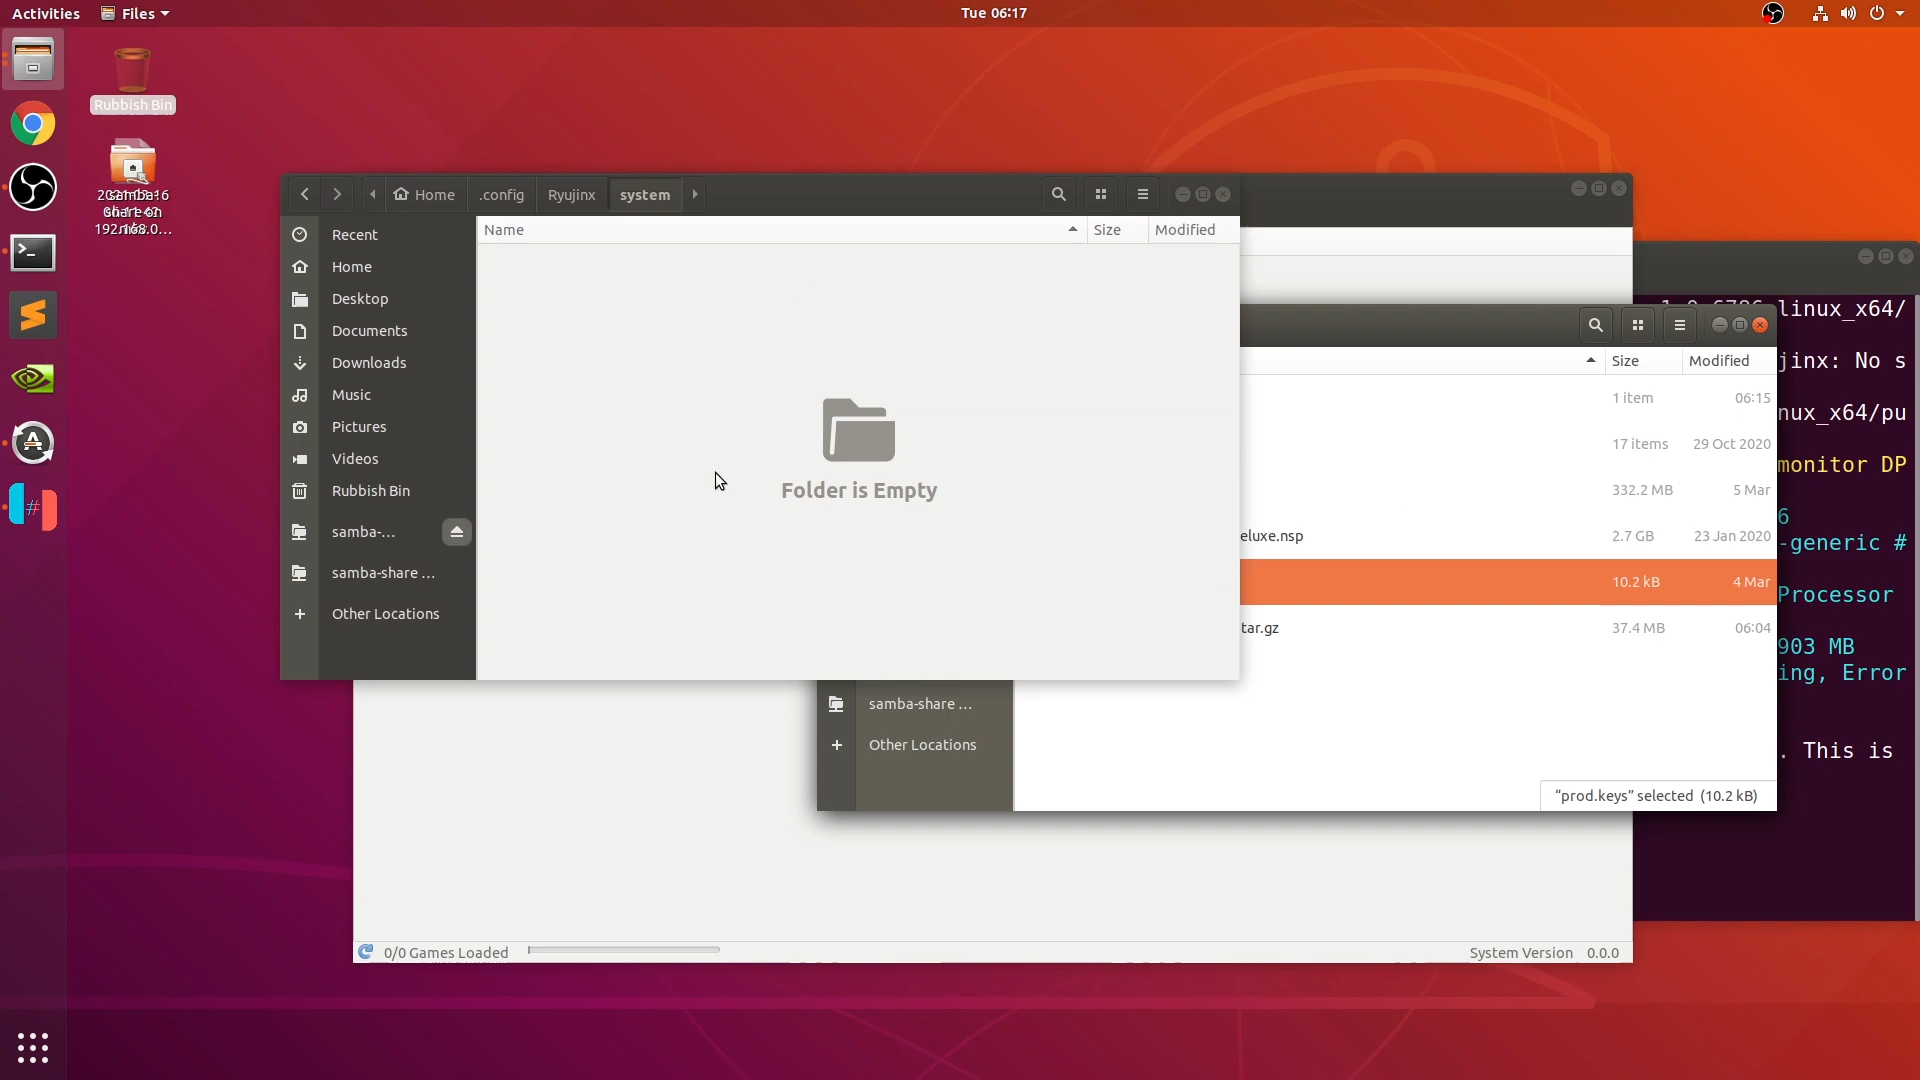 Activities Files Tue 06:17
Rubbish Bin
Home .config Ryujinx system
Name Size Modified
Recent
Home
Desktop
Documents
Downloads
Music
Pictures
Videos
Rubbish Bin
samba-...
samba-share ...
Other Locations
Folder is Empty
Size Modified
1 item 06:15
17 items 29 Oct 2020
332.2 MB 5 Mar
eluxe.nsp 2.7 GB 23 Jan 2020
10.2 kB 4 Mar
tar.gz 37.4 MB 06:04
samba-share ...
Other Locations
“prod.keys” selected (10.2 kB)
linux_x64/
jinx: No s
nux_x64/pu
monitor DP
6
-generic #
Processor
903 MB
ing, Error
. This is
0/0 Games Loaded System Version 0.0.0